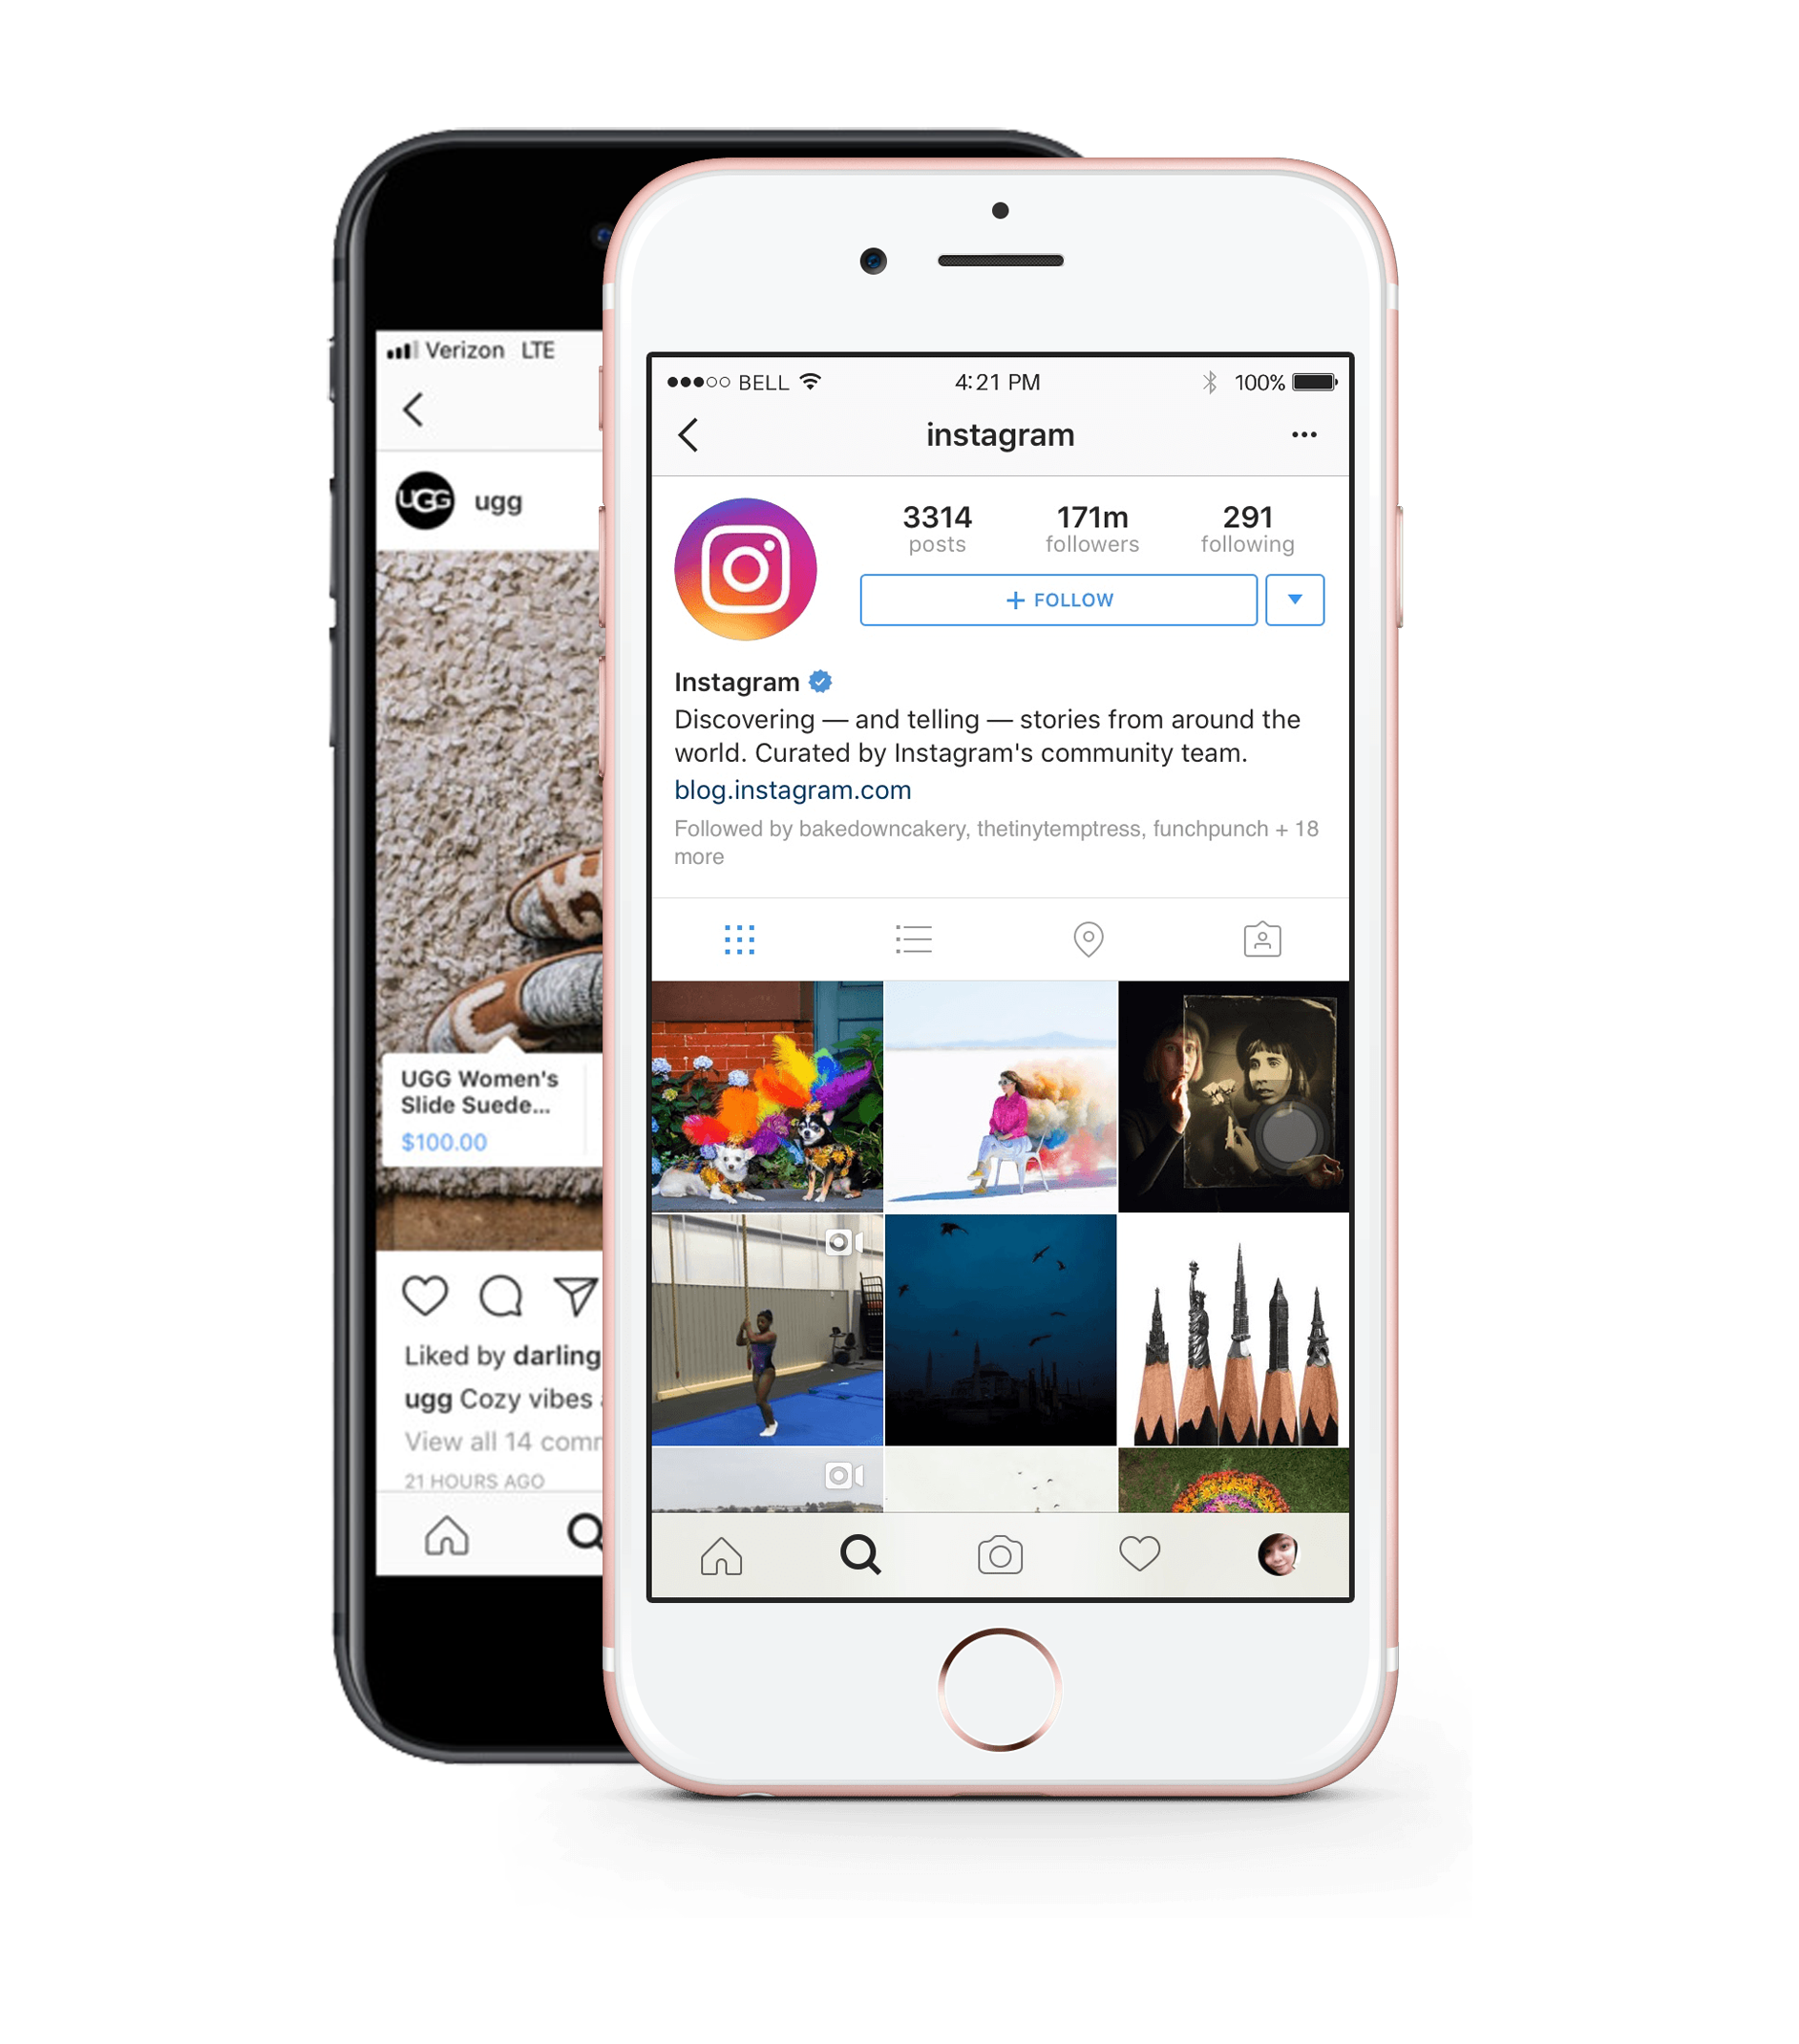 Verizon LTE
UGG ugg
UGG Women's
Slide Suede...
$100.00
Liked by darling
ugg Cozy vibes
View all 14 comm
21 HOURS AGO
BELL 4:21 PM 100%
instagram
3314 171m 291
posts followers following
+ FOLLOW
Instagram
Discovering — and telling — stories from around the
world. Curated by Instagram's community team.
blog.instagram.com
Followed by bakedowncakery, thetinytemptress, funchpunch + 18
more